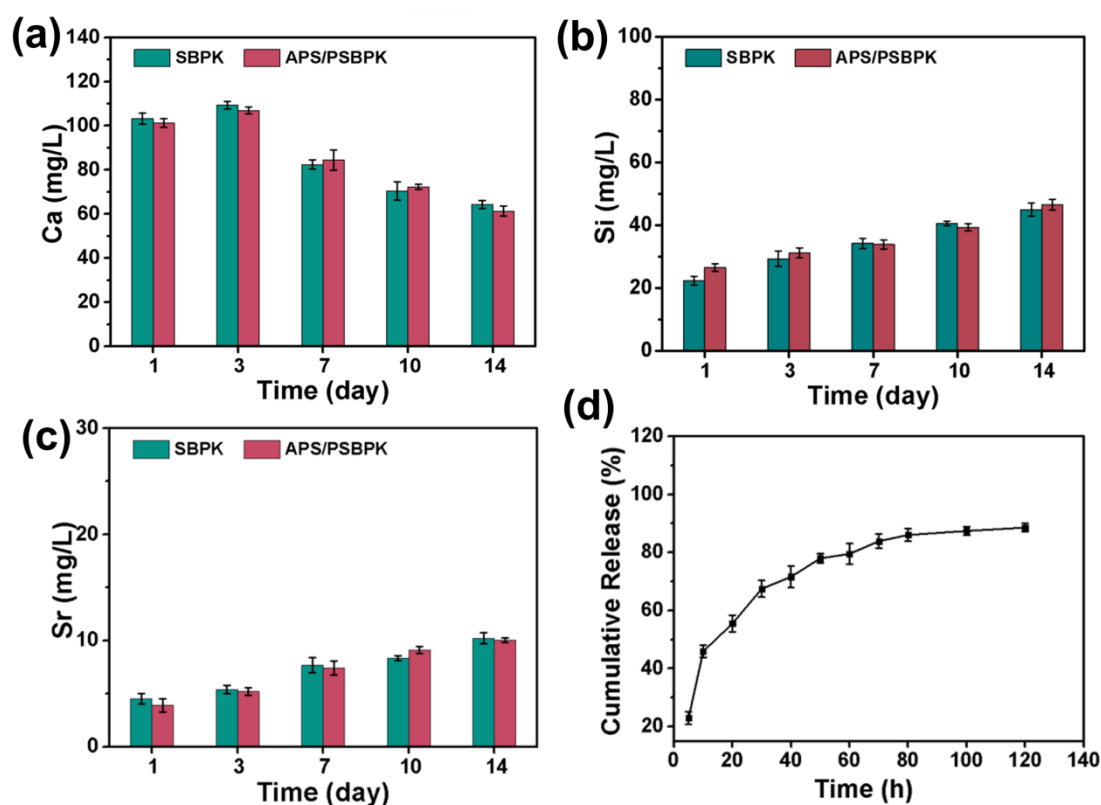 (a)
SBPK APS/PSBPK
140
120
100
80
60
40
20
0
Ca (mg/L)
1 3 7 10 14
Time (day)
(b)
SBPK APS/PSBPK
100
80
60
40
20
0
Si (mg/L)
1 3 7 10 14
Time (day)
(c)
SBPK APS/PSBPK
30
20
10
0
Sr (mg/L)
1 3 7 10 14
Time (day)
(d)
120
100
80
60
40
20
Cumulative Release (%)
0 20 40 60 80 100 120 140
Time (h)